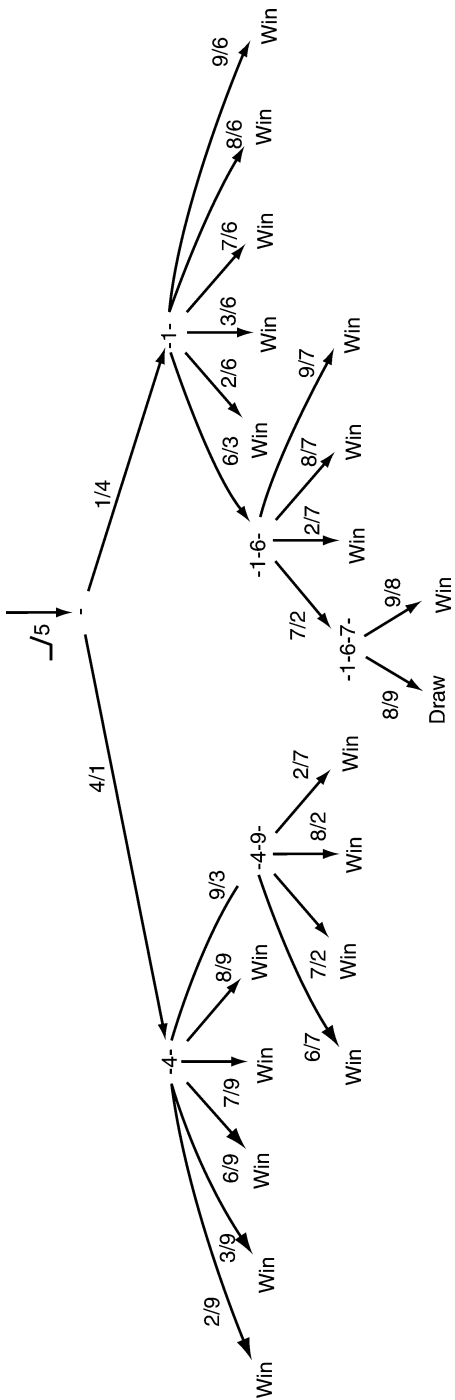 5
-
4/1 1/4
-4- -1-
2/9 3/9 6/9 7/9 8/9 9/3 6/3 2/6 3/6 7/6 8/6 9/6
Win Win Win Win Win -4-9- -1-6- Win Win Win Win Win
6/7 7/2 8/2 2/7 7/2 2/7 8/7 9/7
Win Win Win Win -1-6-7- Win Win Win
8/9 9/8
Draw Win